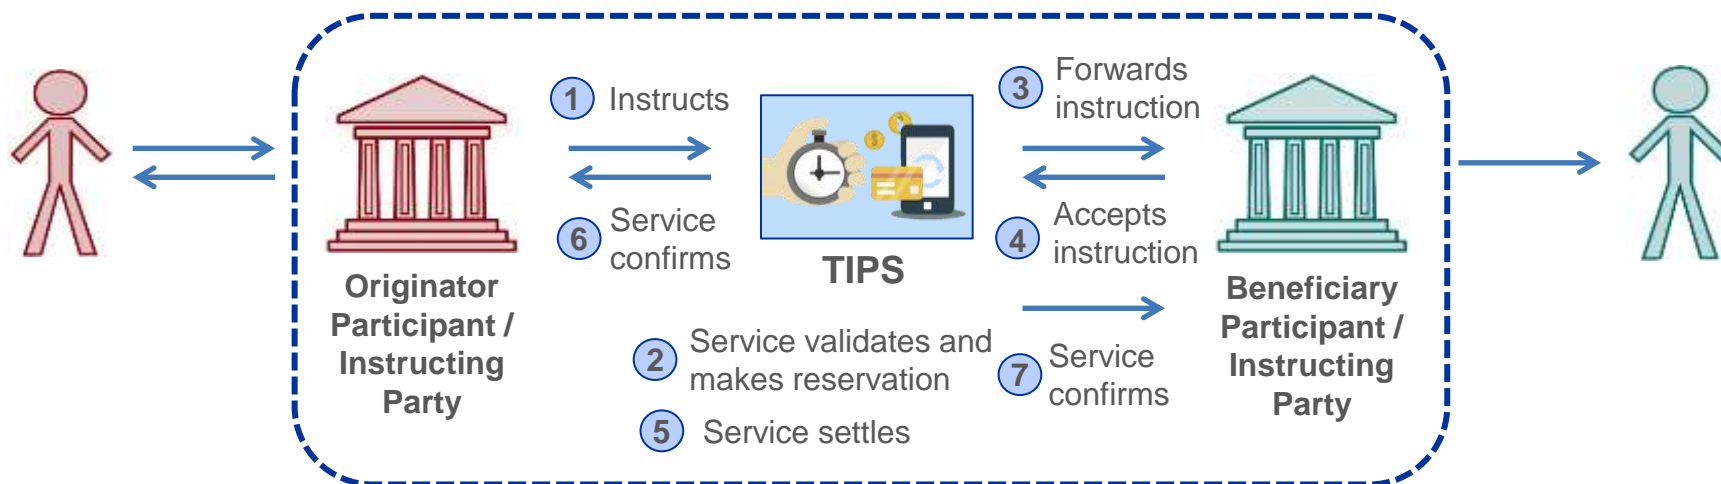 1 Instructs
3 Forwards
instruction
6 Service
confirms
TIPS
4 Accepts
instruction
Originator
Participant /
Instructing
Party
2 Service validates and
makes reservation
5 Service settles
7 Service
confirms
Beneficiary
Participant /
Instructing
Party